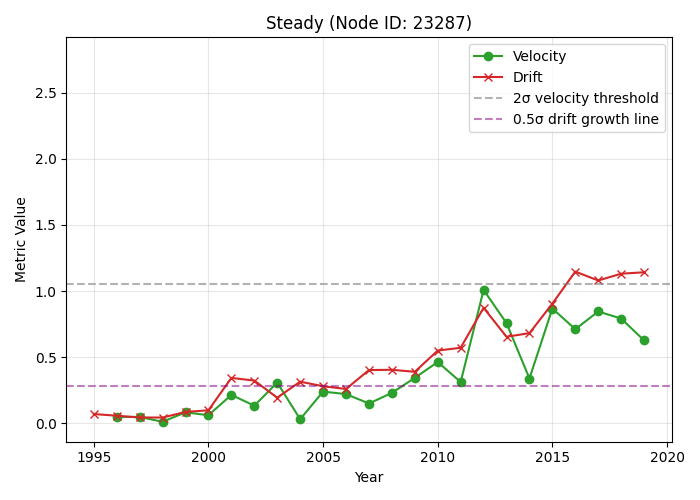 Steady (Node ID: 23287)
Velocity
Drift
2σ velocity threshold
0.5σ drift growth line
Metric Value
2.5
2.0
1.5
1.0
0.5
0.0
1995 2000 2005 2010 2015 2020
Year